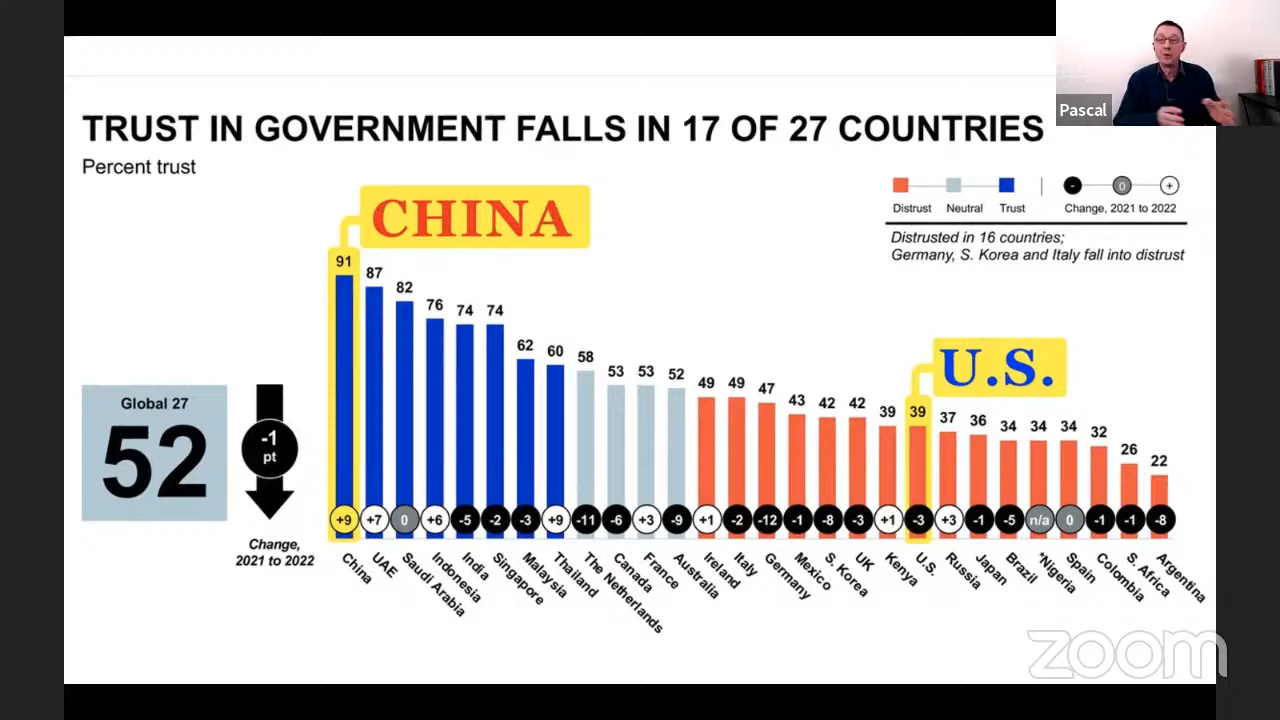 Pascal
TRUST IN GOVERNMENT FALLS IN 17 OF 27 COUNTRIES
Percent trust
Distrust Neutral Trust
- 0 +
Change, 2021 to 2022
Distrusted in 16 countries;
Germany, S. Korea and Italy fall into distrust
CHINA
U.S.
Global 27
52
-1
pt
Change,
2021 to 2022
91 87 82 76 74 74 62 60 58 53 53 52 49 49 47 43 42 42 39 39 37 36 34 34 34 32 26 22
+9 +7 0 +6 -5 -2 -3 +9 -11 -6 +3 -9 +1 -2 -12 -1 -8 -3 +1 -3 +3 -1 -5 n/a 0 -1 -1 -8
China
UAE
Saudi Arabia
Indonesia
India
Singapore
Malaysia
Thailand
The Netherlands
Canada
France
Australia
Ireland
Italy
Germany
Mexico
S. Korea
UK
Kenya
U.S.
Russia
Japan
Brazil
*Nigeria
Spain
Colombia
S. Africa
Argentina
zoom